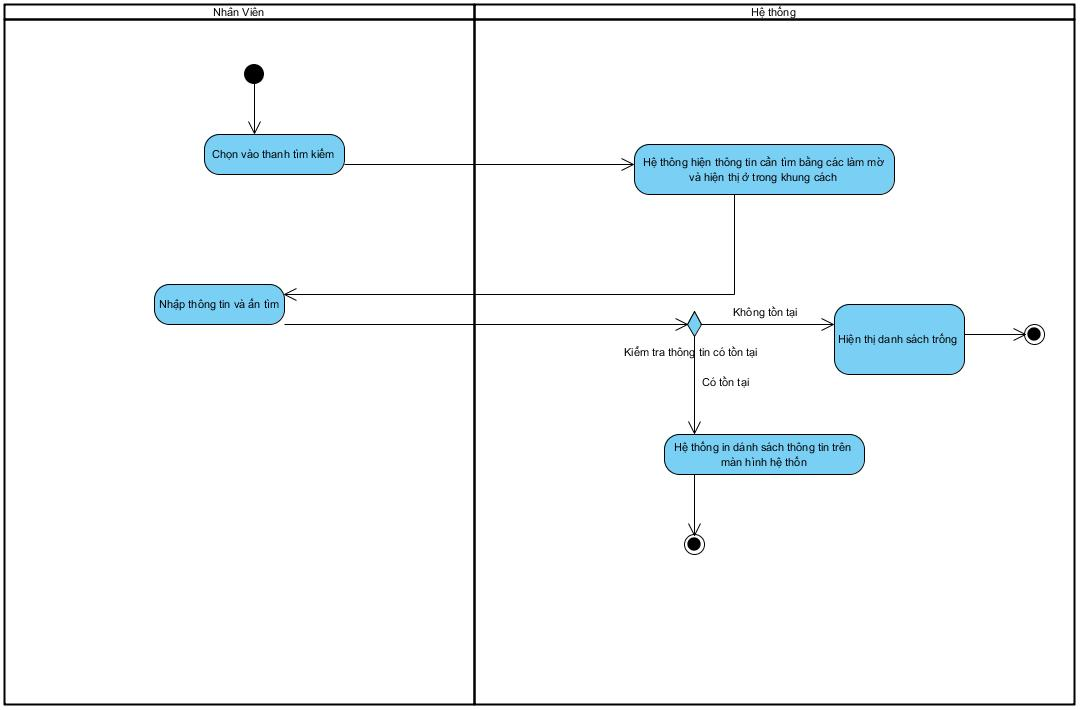 Nhân Viên
Hệ thống
Chọn vào thanh tìm kiếm
Hệ thông hiện thông tin cần tìm bằng các làm mờ
và hiện thị ở trong khung cách
Nhập thông tin và ấn tìm
Không tồn tại
Hiện thị danh sách trống
Kiểm tra thông tin có tồn tại
Có tồn tại
Hệ thống in dánh sách thông tin trên
màn hình hệ thốn